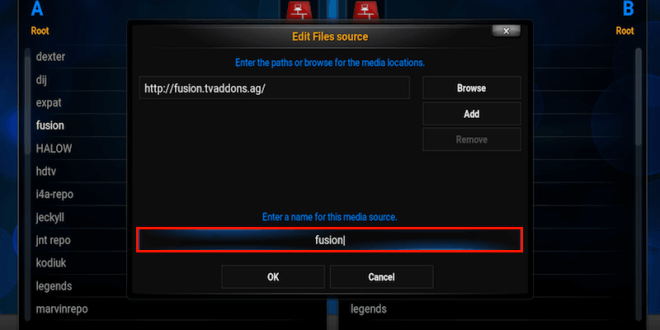 A
B
Root
Root
Edit Files source
x
Enter the paths or browse for the media locations.
http://fusion.tvaddons.ag/
Browse
Add
Remove
Enter a name for this media source.
fusion
OK
Cancel
dexter
dij
expat
fusion
HALOW
hdtv
i4a-repo
jeckyll
jnt repo
kodiuk
legends
marvinrepo
legends